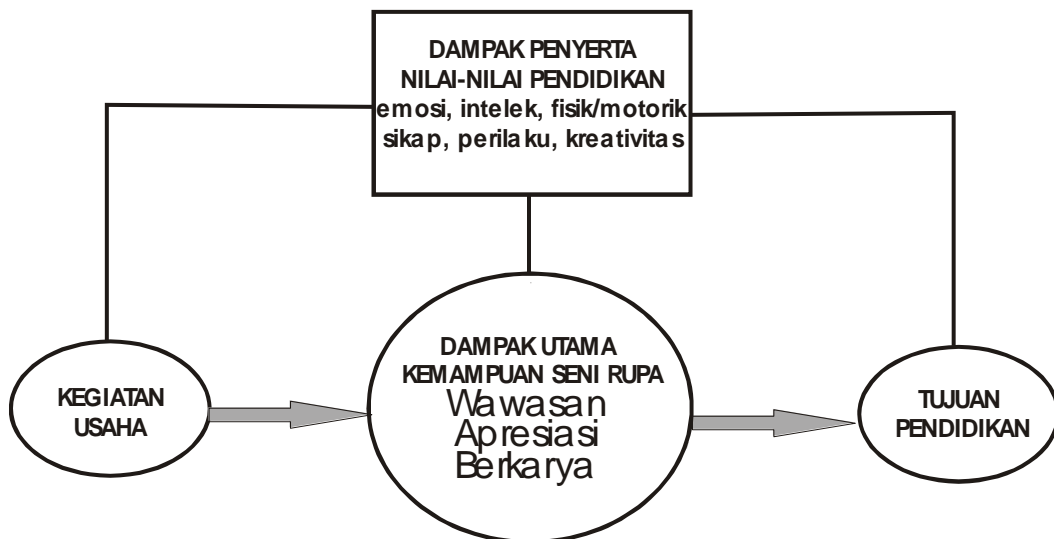 DAMPAK PENYERTA
NILAI-NILAI PENDIDIKAN
emosi, intelek, fisik/motorik
sikap, perilaku, kreativitas
DAMPAK UTAMA
KEMAMPUAN SENI RUPA
Wawasan
Apresiasi
Berkarya
KEGIATAN
USAHA
TUJUAN
PENDIDIKAN